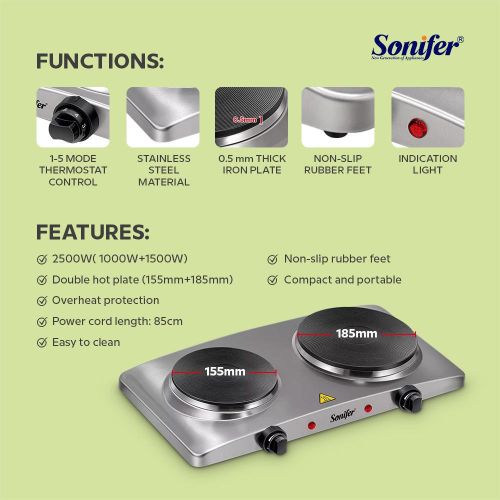 Sonifer®
New Generation of Appliances
FUNCTIONS:
Sonifer
0.5mm
1-5 MODE
THERMOSTAT
CONTROL
STAINLESS
STEEL
MATERIAL
0.5 mm THICK
IRON PLATE
NON-SLIP
RUBBER FEET
INDICATION
LIGHT
FEATURES:
2500W( 1000W+1500W)
Double hot plate (155mm+185mm)
Overheat protection
Power cord length: 85cm
Easy to clean
Non-slip rubber feet
Compact and portable
185mm
155mm
Sonifer